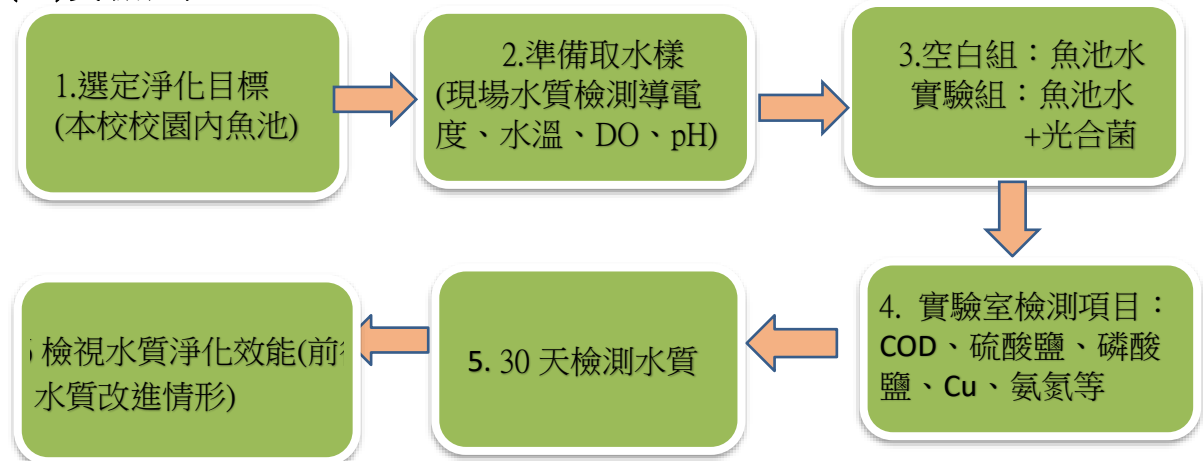 1.選定淨化目標
(本校校園內魚池)
2.準備取水樣
(現場水質檢測導電
度、水溫、DO、pH)
3.空白組：魚池水
實驗組：魚池水
+光合菌
4. 實驗室檢測項目：
COD、硫酸鹽、磷酸
鹽、Cu、氨氮等
5. 30 天檢測水質
檢視水質淨化效能(前
水質改進情形)